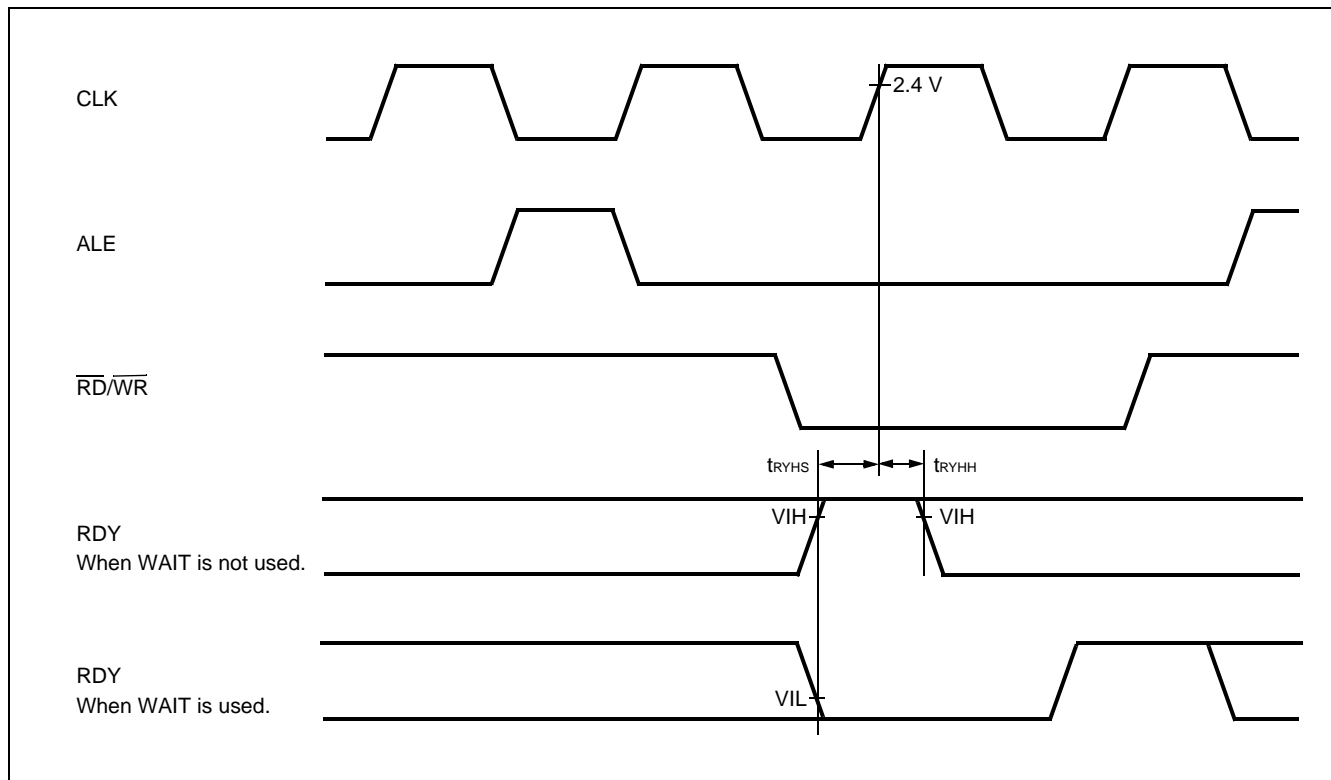 CLK
2.4 V
ALE
RD/WR
tRYHS
tRYHH
RDY
When WAIT is not used.
VIH
VIH
RDY
When WAIT is used.
VIL